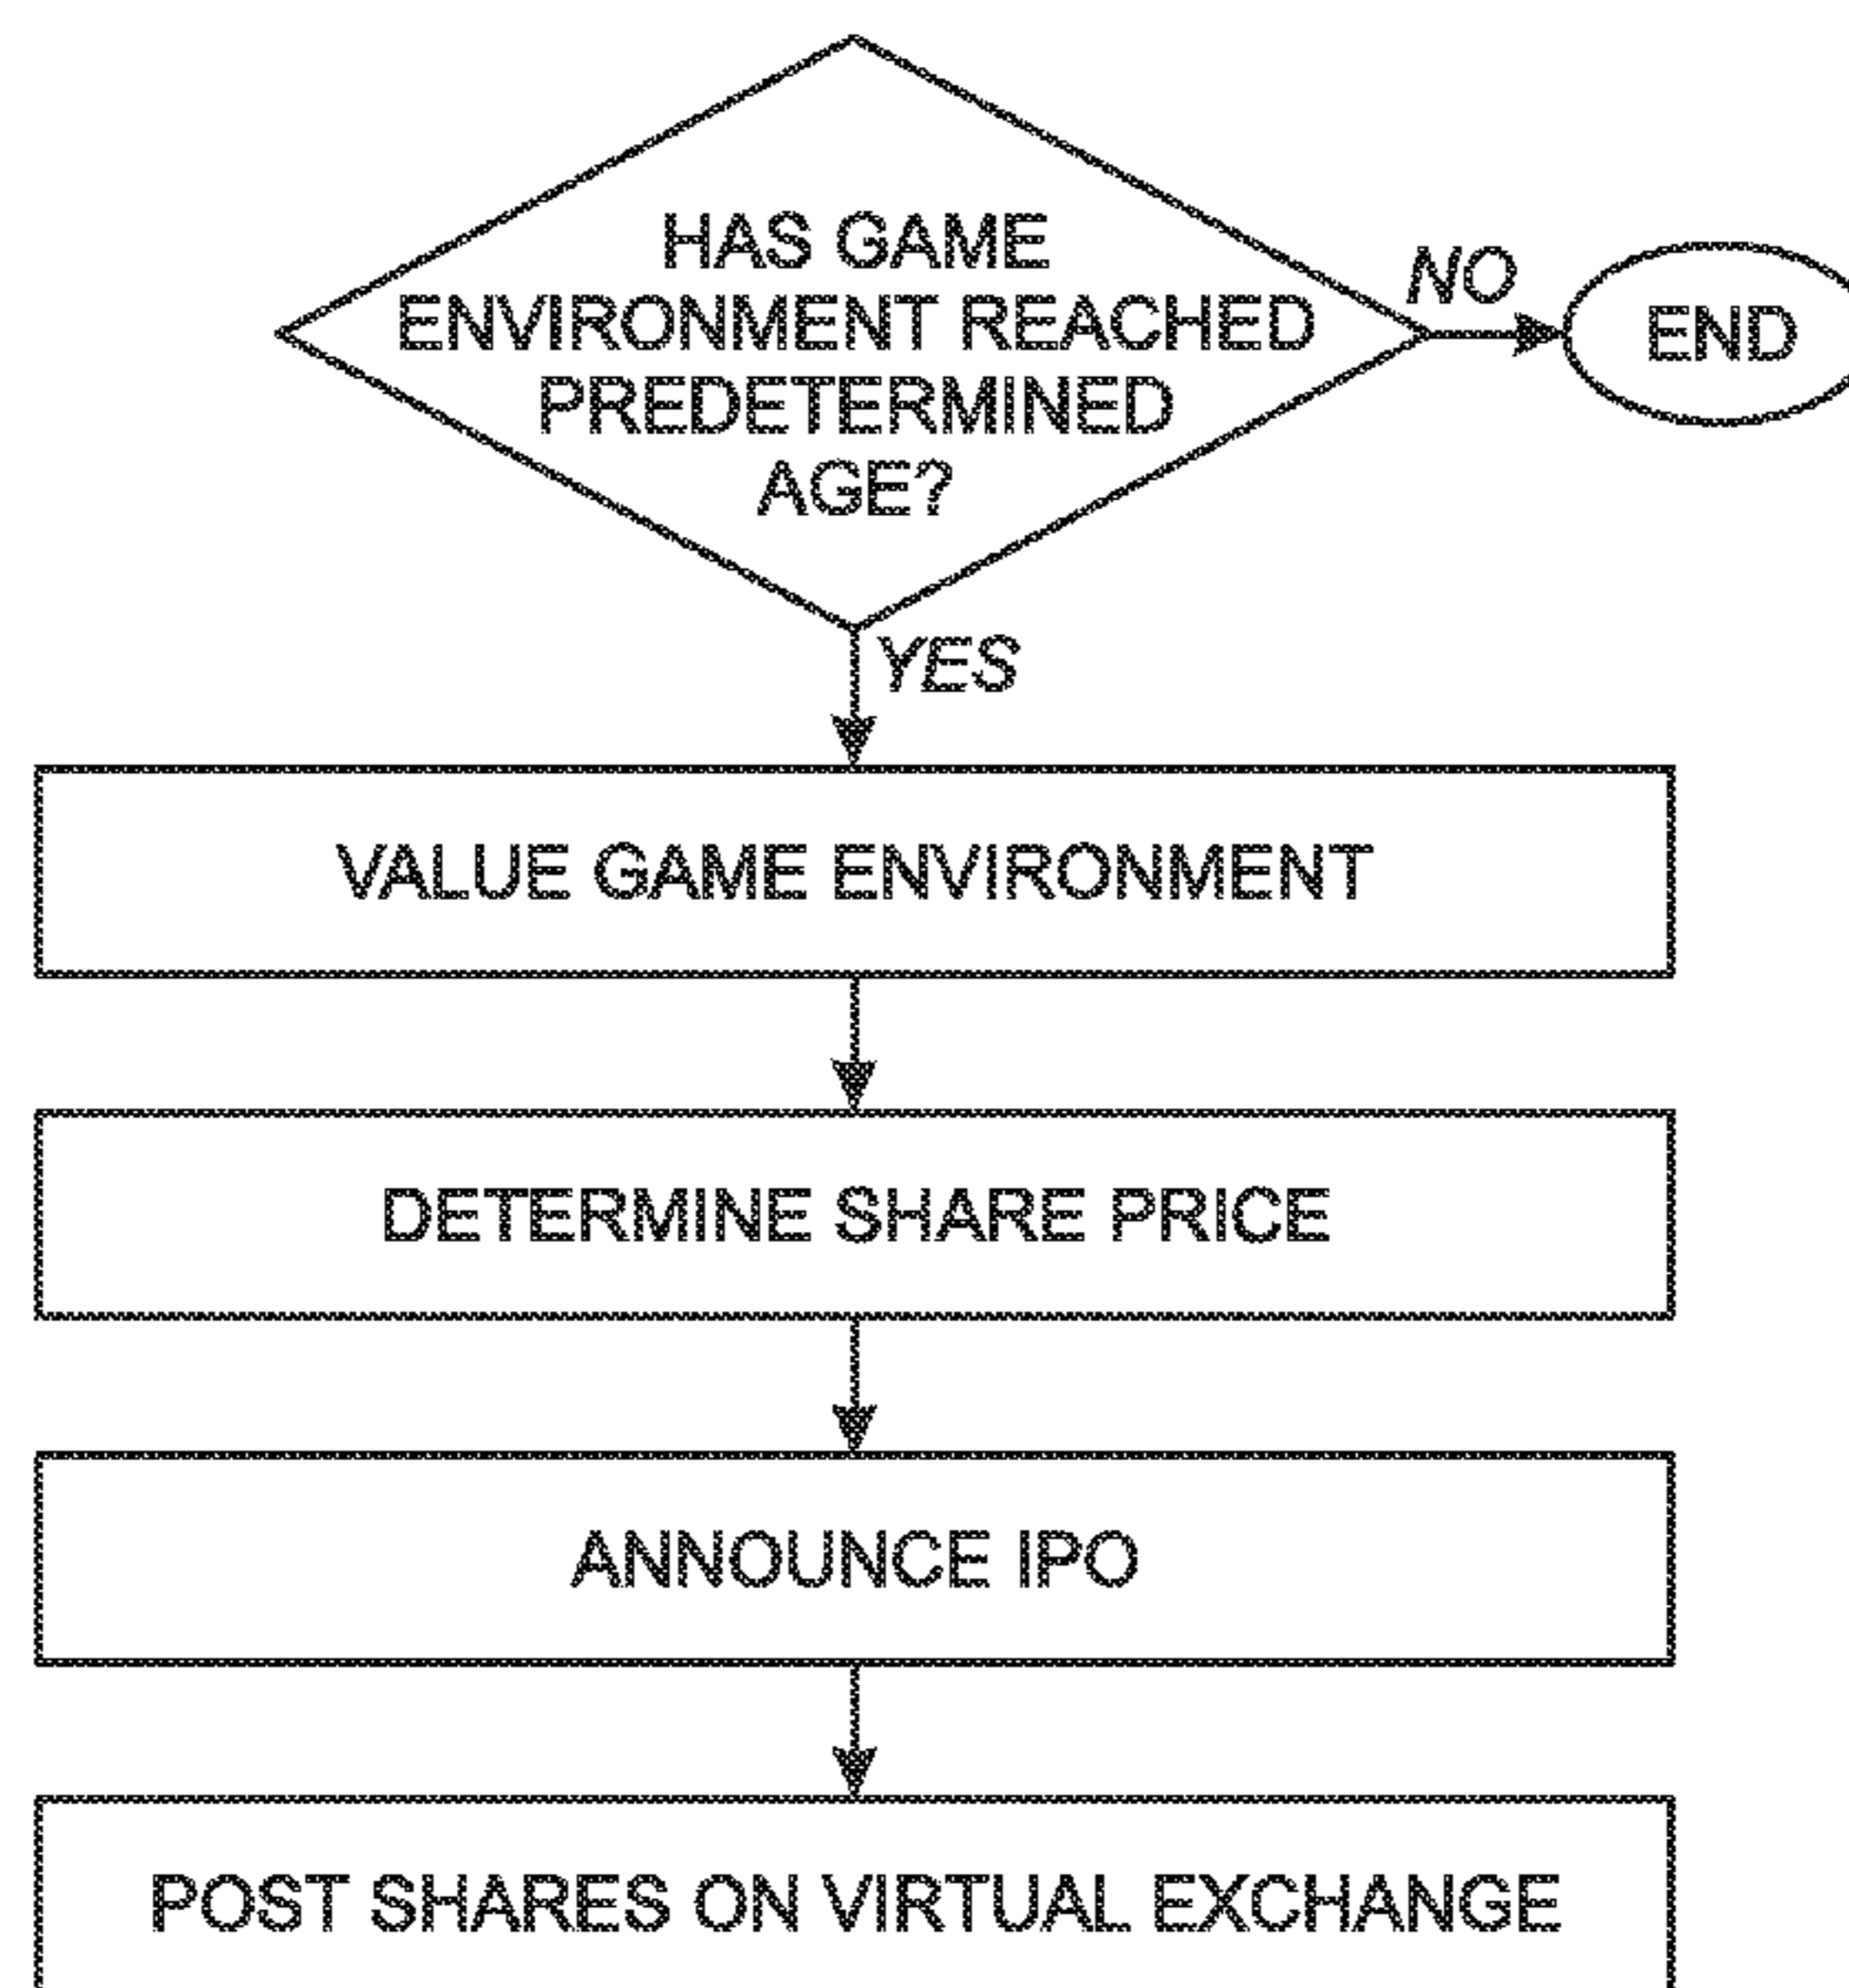 HAS GAME
ENVIRONMENT REACHED
PREDETERMINED
AGE?
NO
END
YES
VALUE GAME ENVIRONMENT
DETERMINE SHARE PRICE
ANNOUNCE IPO
POST SHARES ON VIRTUAL EXCHANGE